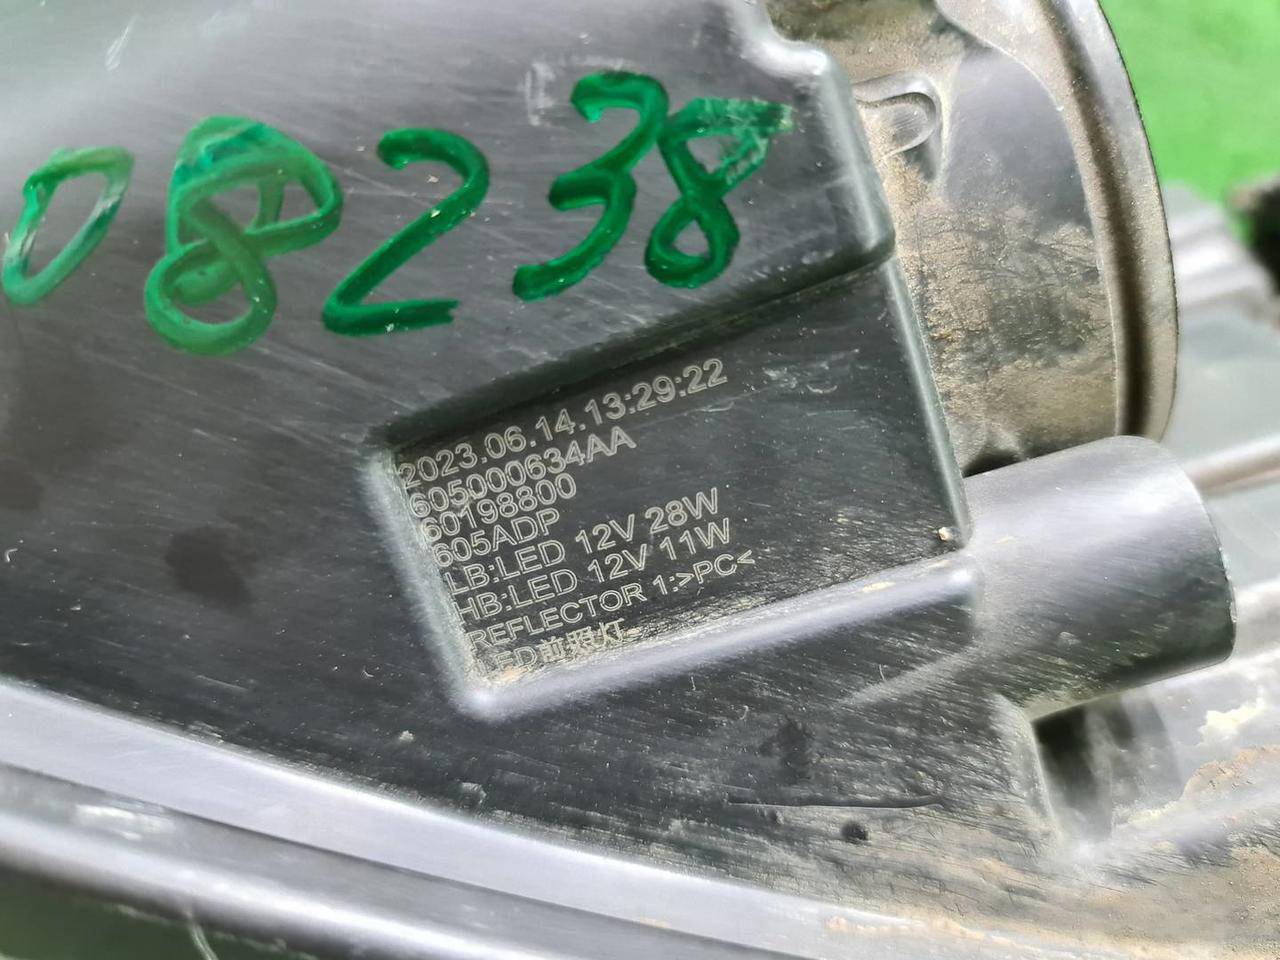 08238
2023.06.14.13:29:22
605000634AA
60198800
605ADP
LB:LED 12V 28W
HB:LED 12V 11W
REFLECTOR 1:>PC<
LED前照灯